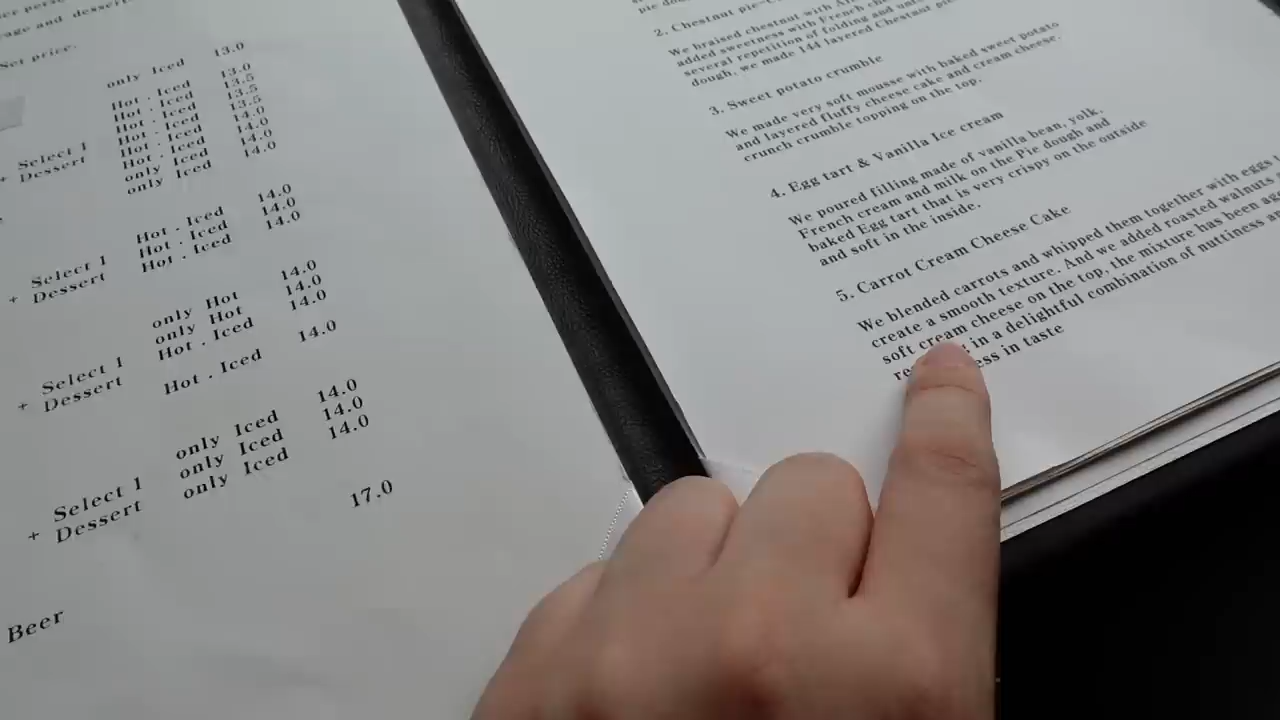 age and dessert
Net price.
only Iced 13.0
Hot . Iced 13.0
Hot . Iced 13.5
Hot . Iced 13.5
Select 1 Hot . Iced 14.0
+ Dessert only Iced 14.0
only Iced 14.0
Hot . Iced 14.0
Select 1 Hot . Iced 14.0
+ Dessert Hot . Iced 14.0
only Hot 14.0
Select 1 only Hot 14.0
+ Dessert Hot . Iced 14.0
Hot . Iced 14.0
only Iced 14.0
Select 1 only Iced 14.0
+ Dessert only Iced 14.0
17.0
Beer
2. Chestnut pie
We braised chestnut with
added sweetness with French
several repetition of folding and
dough, we made 144 layered Chestnut
3. Sweet potato crumble
We made very soft mousse with baked sweet potato
and layered fluffy cheese cake and cream cheese.
crunch crumble topping on the top.
4. Egg tart & Vanilla Ice cream
We poured filling made of vanilla bean, yolk,
French cream and milk on the Pie dough and
baked Egg tart that is very crispy on the outside
and soft in the inside.
5. Carrot Cream Cheese Cake
We blended carrots and whipped them together with eggs
create a smooth texture. And we added roasted walnuts
soft cream cheese on the top, the mixture has been
in a delightful combination of nuttiness
in taste